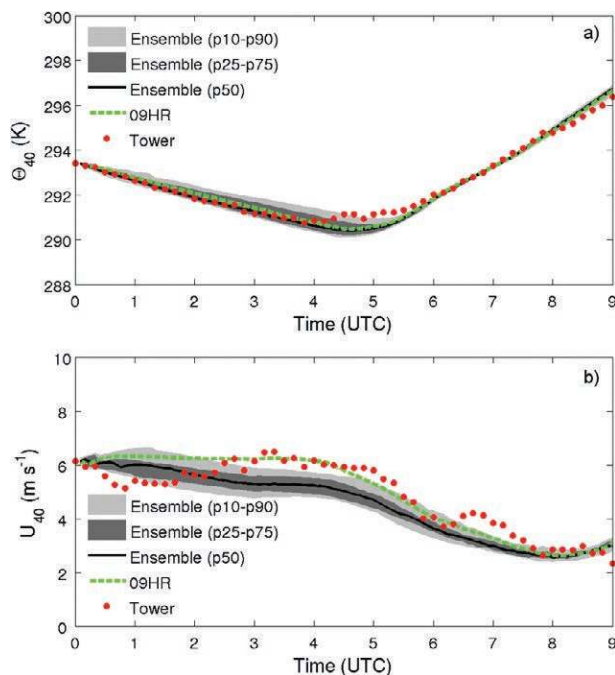 a)
Ensemble (p10-p90)
Ensemble (p25-p75)
Ensemble (p50)
09HR
Tower
Θ40 (K)
300
298
296
294
292
290
288
0 1 2 3 4 5 6 7 8 9
Time (UTC)
b)
10
8
6
4
2
0
U40 (m s-1)
Ensemble (p10-p90)
Ensemble (p25-p75)
Ensemble (p50)
09HR
Tower
0 1 2 3 4 5 6 7 8 9
Time (UTC)